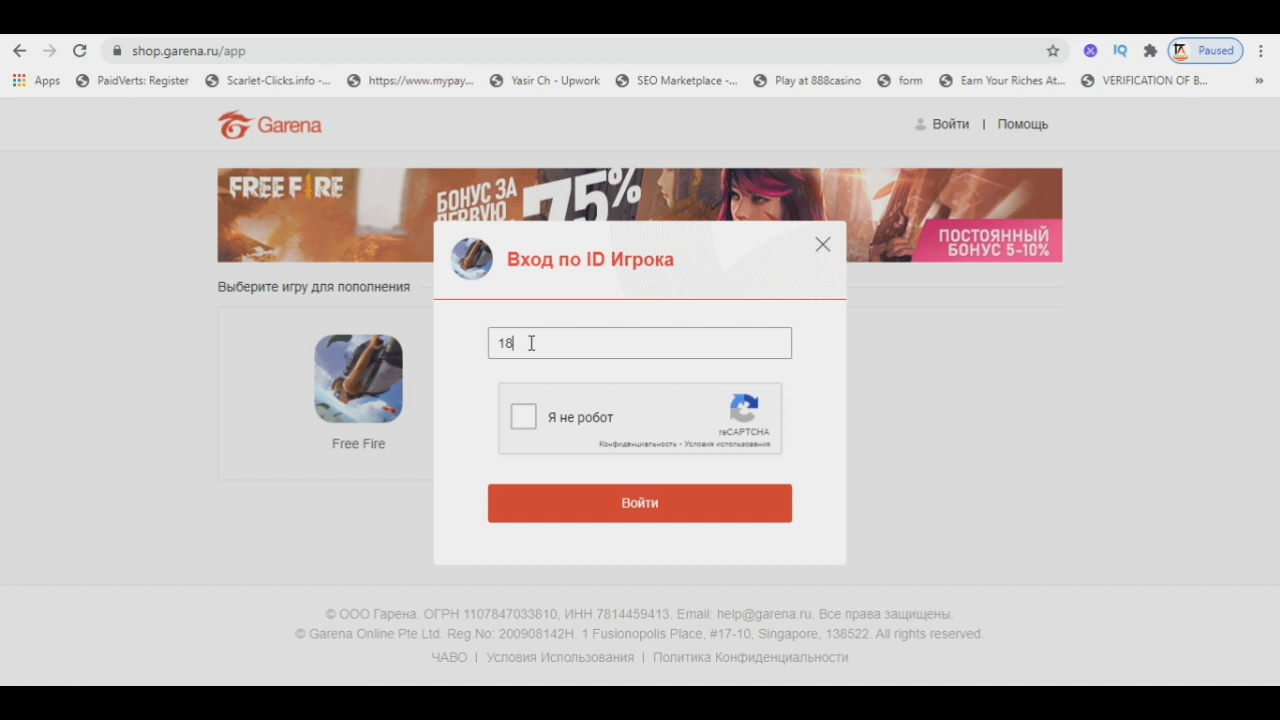 shop.garena.ru/app
IQ
Paused
Apps
PaidVerts: Register
Scarlet-Clicks.info -...
https://www.mypay...
Yasir Ch - Upwork
SEO Marketplace -...
Play at 888casino
form
Earn Your Riches At...
VERIFICATION OF B...
»
Garena
Войти | Помощь
FREE FIRE
БОНУС ЗА
ПЕРВУЮ
75%
ПОСТОЯННЫЙ
БОНУС 5-10%
Выберите игру для пополнения
Free Fire
Вход по ID Игрока
18
Я не робот
reCAPTCHA
Конфиденциальность - Условия использования
Войти
© ООО Гарена. ОГРН 1107847033810, ИНН 7814459413. Email: help@garena.ru. Все права защищены.
© Garena Online Pte Ltd. Reg.No: 200908142H. 1 Fusionopolis Place, #17-10, Singapore, 138522. All rights reserved.
ЧАВО | Условия Использования | Политика Конфиденциальности